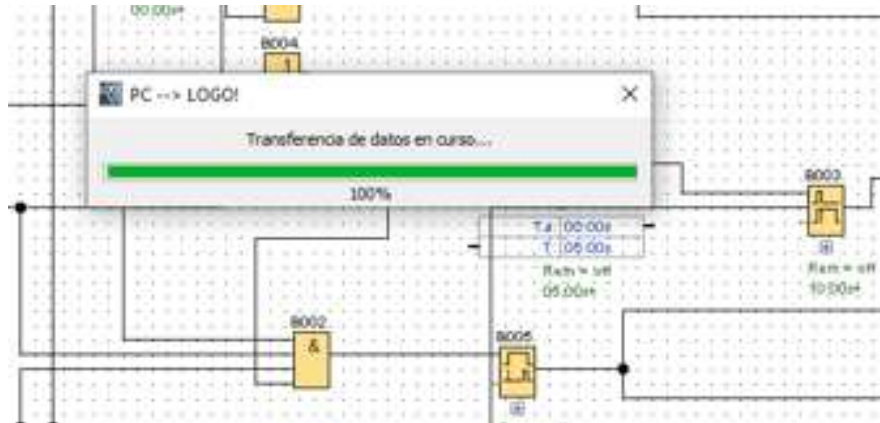 00:00s+
B004
1
PC --> LOGO!
Transferencia de datos en curso...
100%
B003
T.a 00:00s
T 05:00s
Rem = off
05:00s+
Rem = off
10:00s+
B002
&
B005